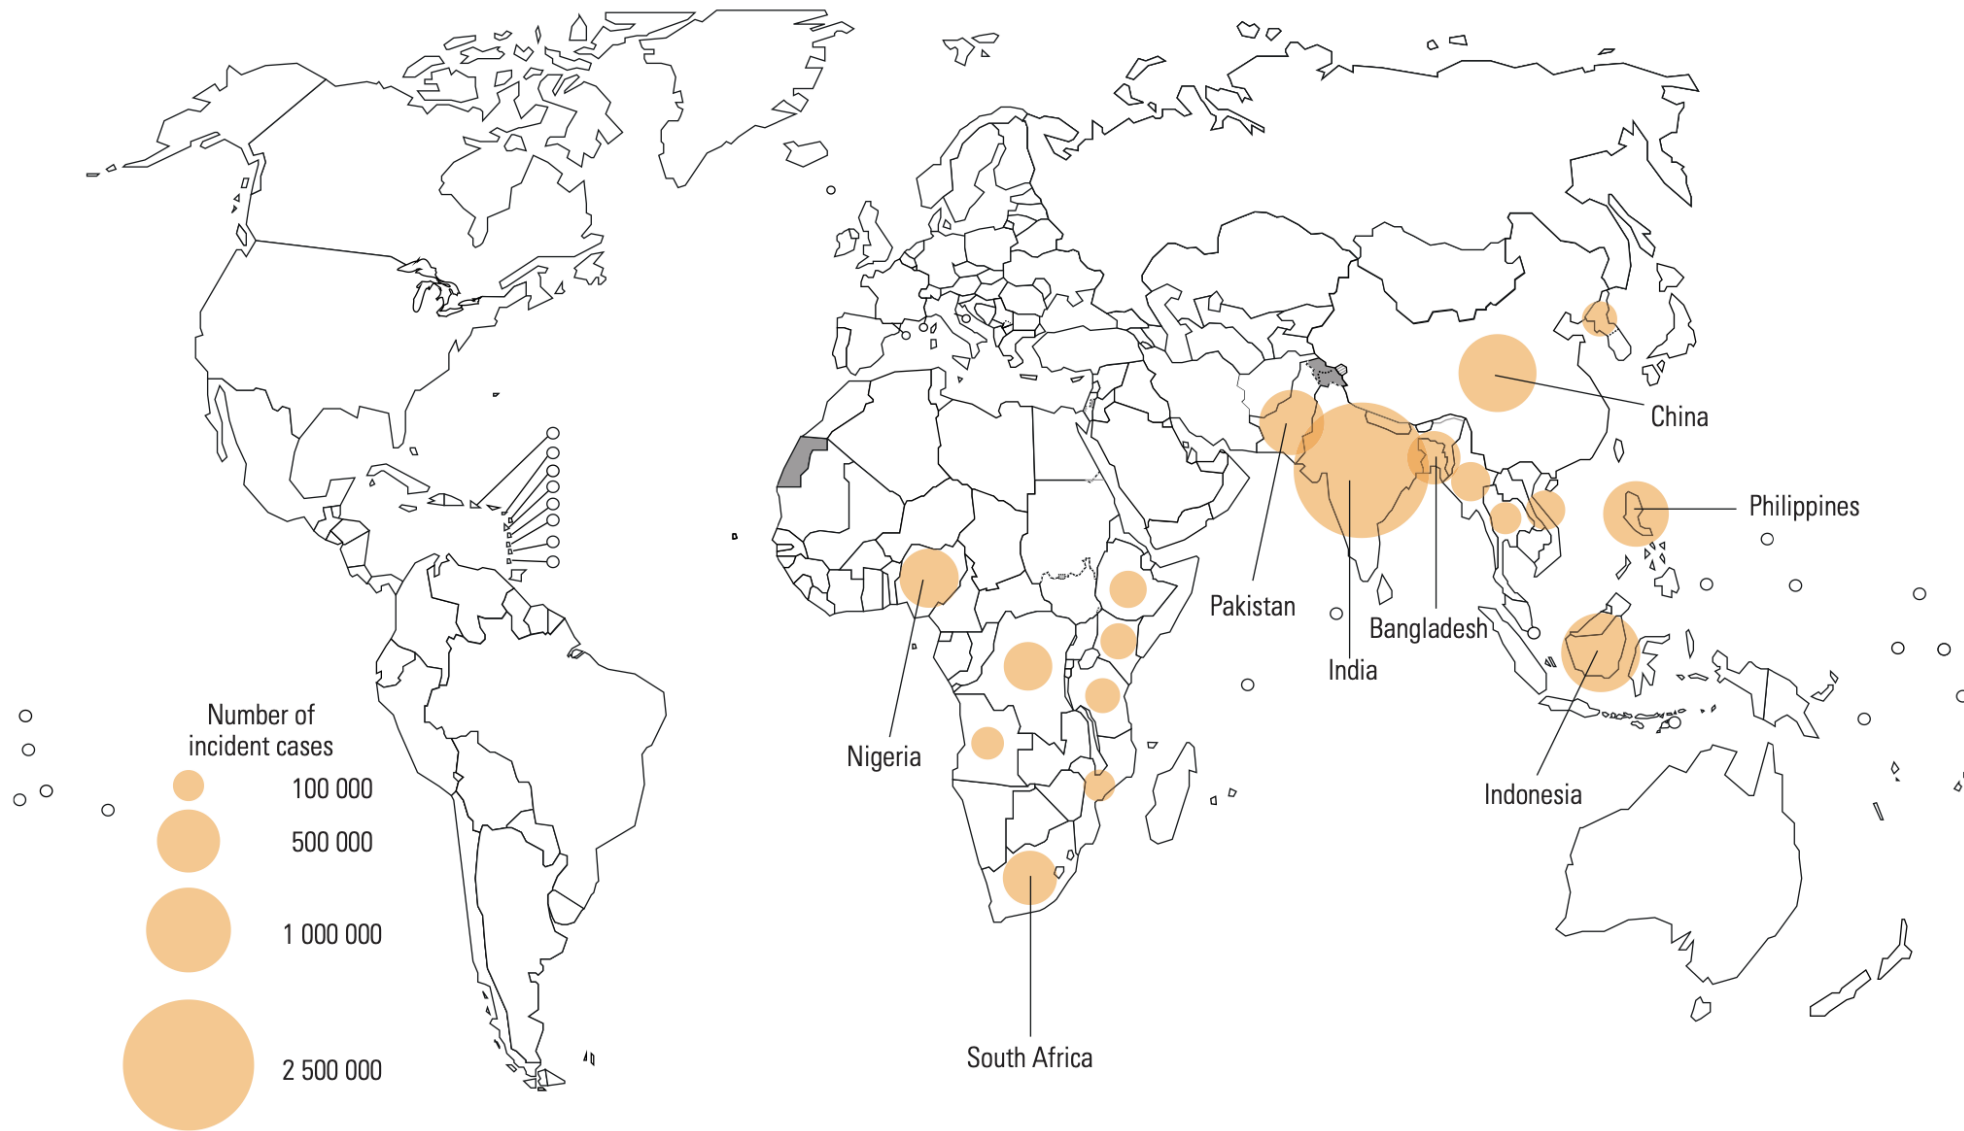 China
Philippines
Pakistan
Bangladesh
India
Nigeria
Indonesia
South Africa
Number of
incident cases
100 000
500 000
1 000 000
2 500 000